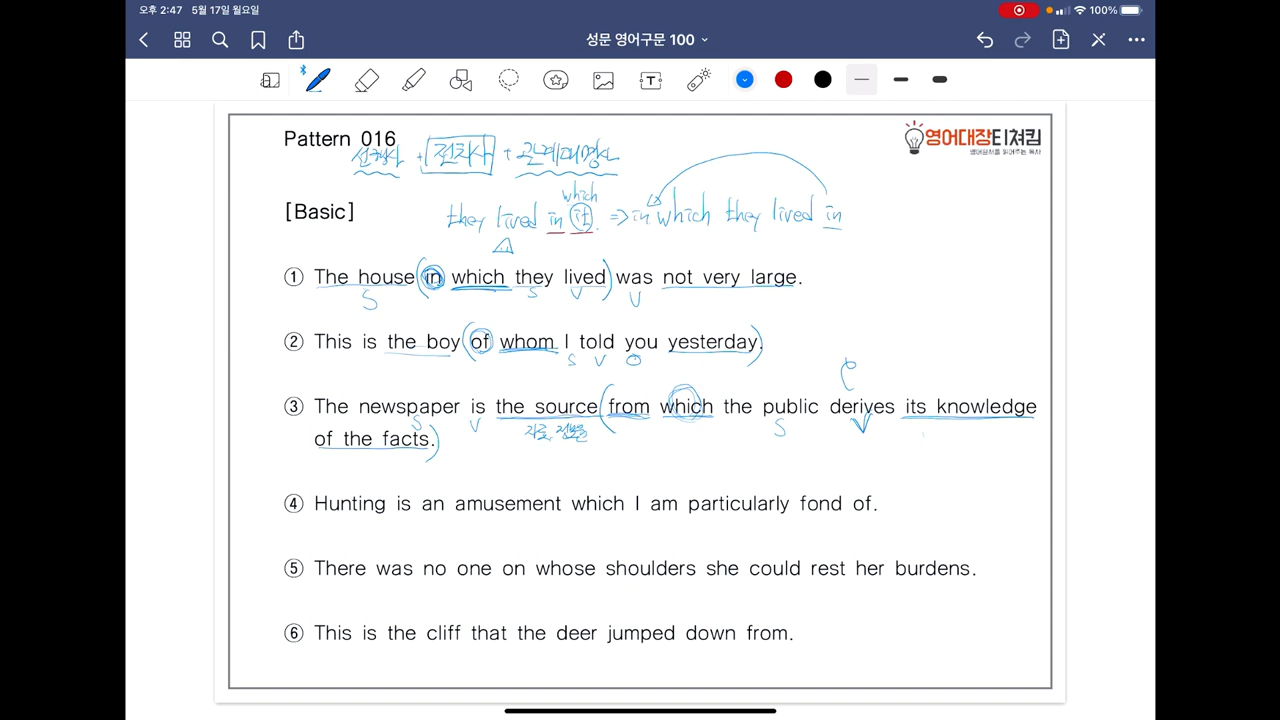 오후 2:47 5월 17일 월요일
100%
성문 영어구문 100
Pattern 016
영어대장티쳐킴
선행사 + 전치사 + 관계대명사
which
[Basic] they lived in it. ⇒ in which they lived in
① The house (in which they lived) was not very large.
S S V V
② This is the boy (of whom I told you yesterday).
S V O
③ The newspaper is the source (from which the public derives its knowledge
S V 자료, 정보원 S V
of the facts.)
④ Hunting is an amusement which I am particularly fond of.
⑤ There was no one on whose shoulders she could rest her burdens.
⑥ This is the cliff that the deer jumped down from.